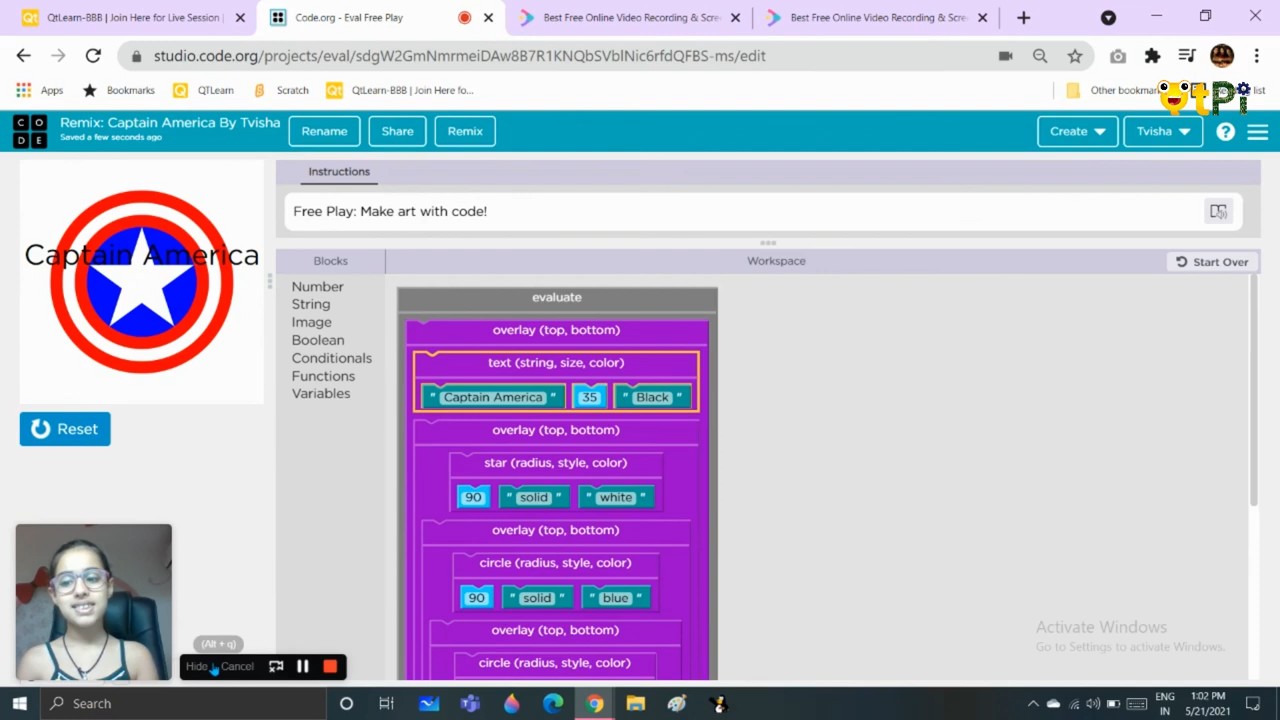 QtLearn-BBB | Join Here for Live Session |
Code.org - Eval Free Play
Best Free Online Video Recording & Scre
Best Free Online Video Recording & Scre
studio.code.org/projects/eval/sdgW2GmNmrmeiDAw8B7R1KNQbSVblNic6rfdQFBS-ms/edit
Apps
Bookmarks
QTLearn
Scratch
QtLearn-BBB | Join Here fo...
Other bookmark
list
QtPi
CODE
Remix: Captain America By Tvisha
Saved a few seconds ago
Rename
Share
Remix
Create
Tvisha
?
Instructions
Free Play: Make art with code!
Captain America
Reset
Blocks
Workspace
Start Over
Number
String
Image
Boolean
Conditionals
Functions
Variables
evaluate
overlay (top, bottom)
text (string, size, color)
" Captain America " 35 " Black "
overlay (top, bottom)
star (radius, style, color)
90 " solid " " white "
overlay (top, bottom)
circle (radius, style, color)
90 " solid " " blue "
overlay (top, bottom)
circle (radius, style, color)
(Alt + q)
Hide Cancel
Activate Windows
Go to Settings to activate Windows.
Search
ENG
IN
1:02 PM
5/21/2021